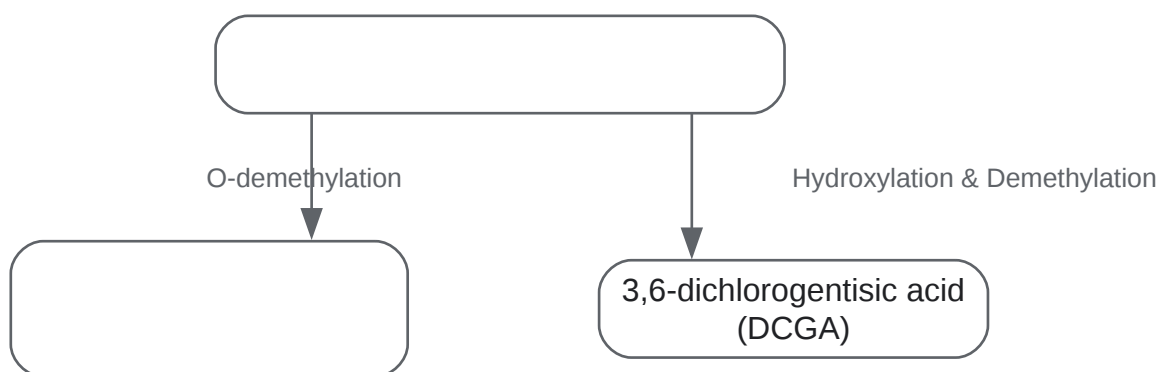 O-demethylation
Hydroxylation & Demethylation
3,6-dichlorogentisic acid
(DCGA)